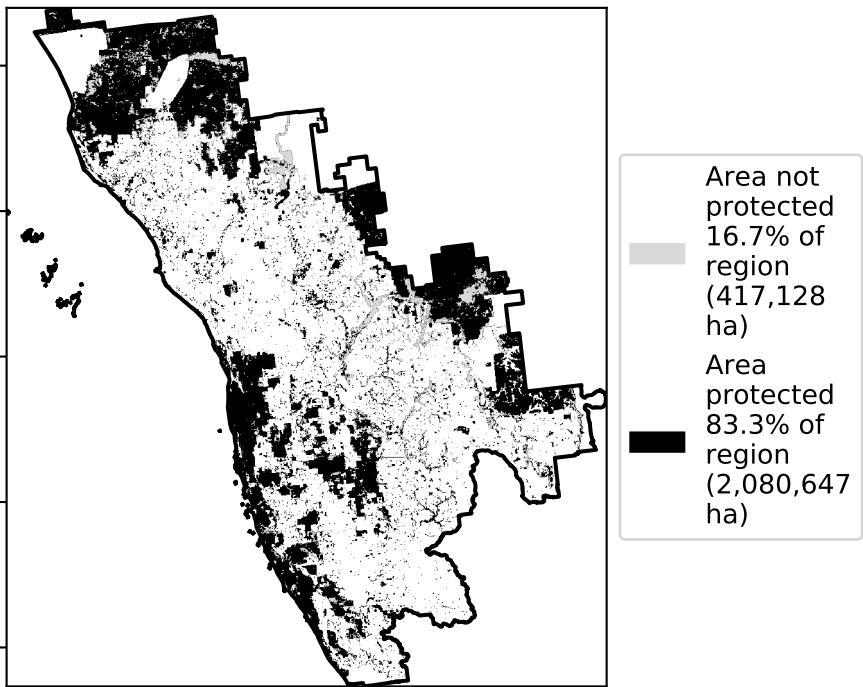 Area not
protected
16.7% of
region
(417,128
ha)
Area
protected
83.3% of
region
(2,080,647
ha)